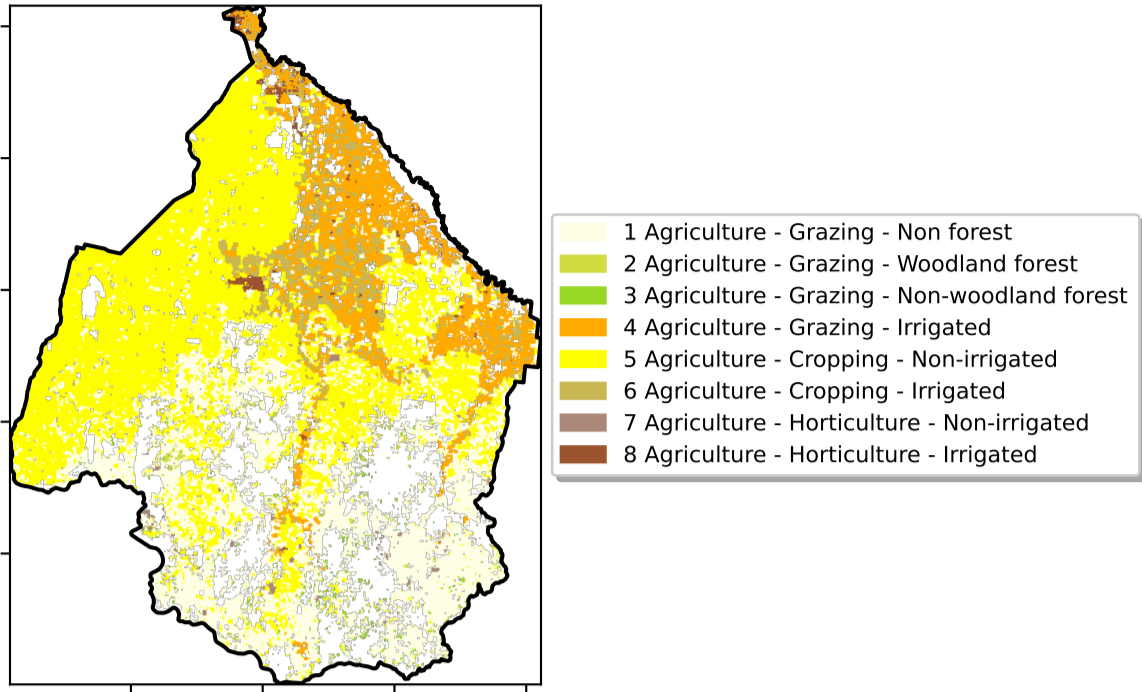 1 Agriculture - Grazing - Non forest
2 Agriculture - Grazing - Woodland forest
3 Agriculture - Grazing - Non-woodland forest
4 Agriculture - Grazing - Irrigated
5 Agriculture - Cropping - Non-irrigated
6 Agriculture - Cropping - Irrigated
7 Agriculture - Horticulture - Non-irrigated
8 Agriculture - Horticulture - Irrigated